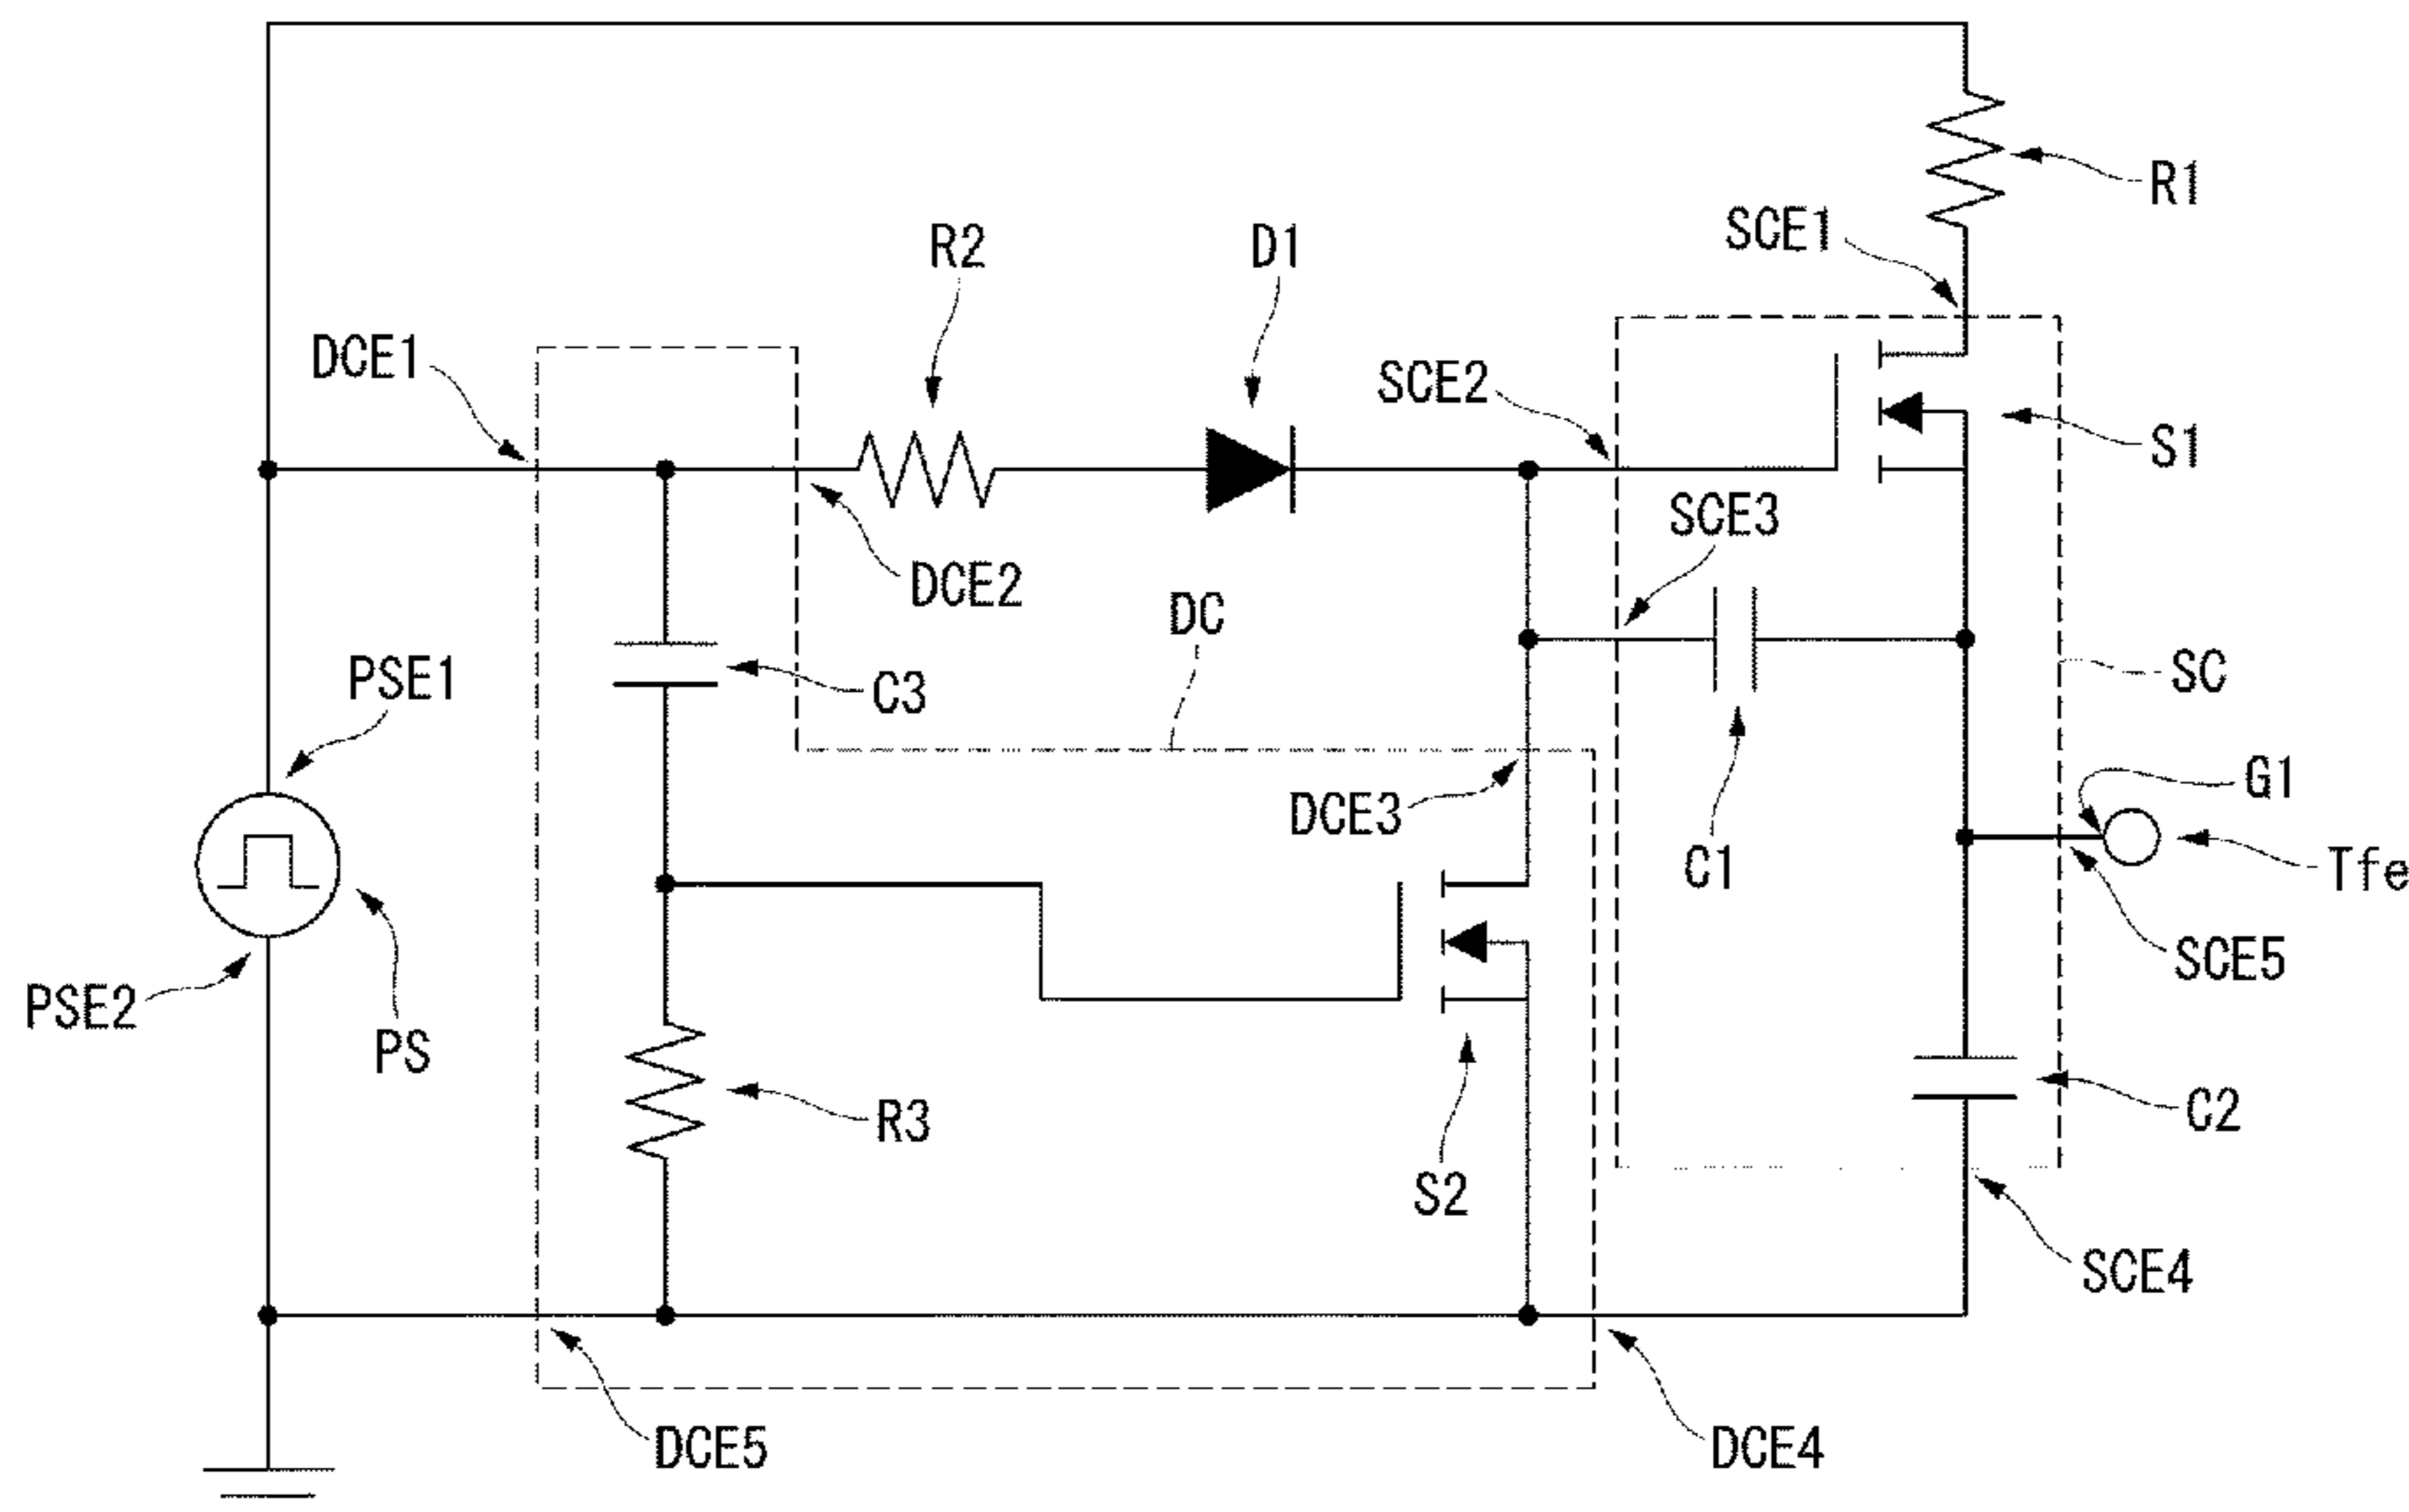 R1
SCE1
R2
D1
DCE1
SCE2
S1
SCE3
DCE2
DC
SC
PSE1
C3
G1
DCE3
C1
Tfe
SCE5
PSE2
PS
R3
C2
S2
SCE4
DCE5
DCE4